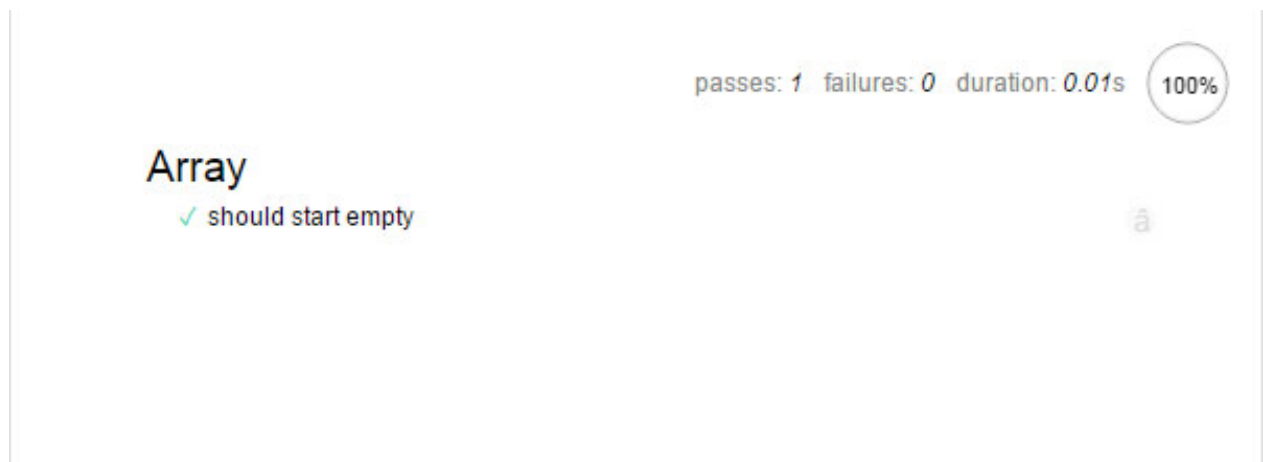 passes: 1 failures: 0 duration: 0.01s 100%
Array
✓ should start empty
â